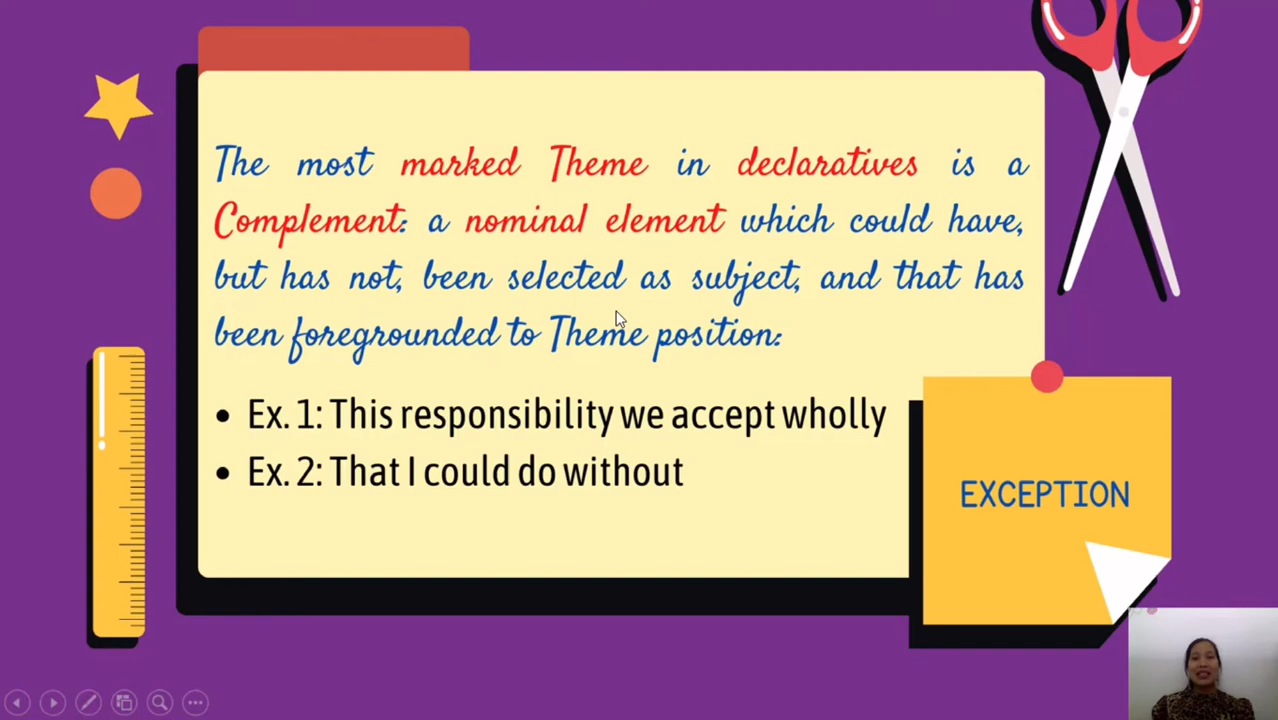 The most marked Theme in declaratives is a
Complement: a nominal element which could have,
but has not, been selected as subject, and that has
been foregrounded to Theme position:
• Ex. 1: This responsibility we accept wholly
• Ex. 2: That I could do without
EXCEPTION